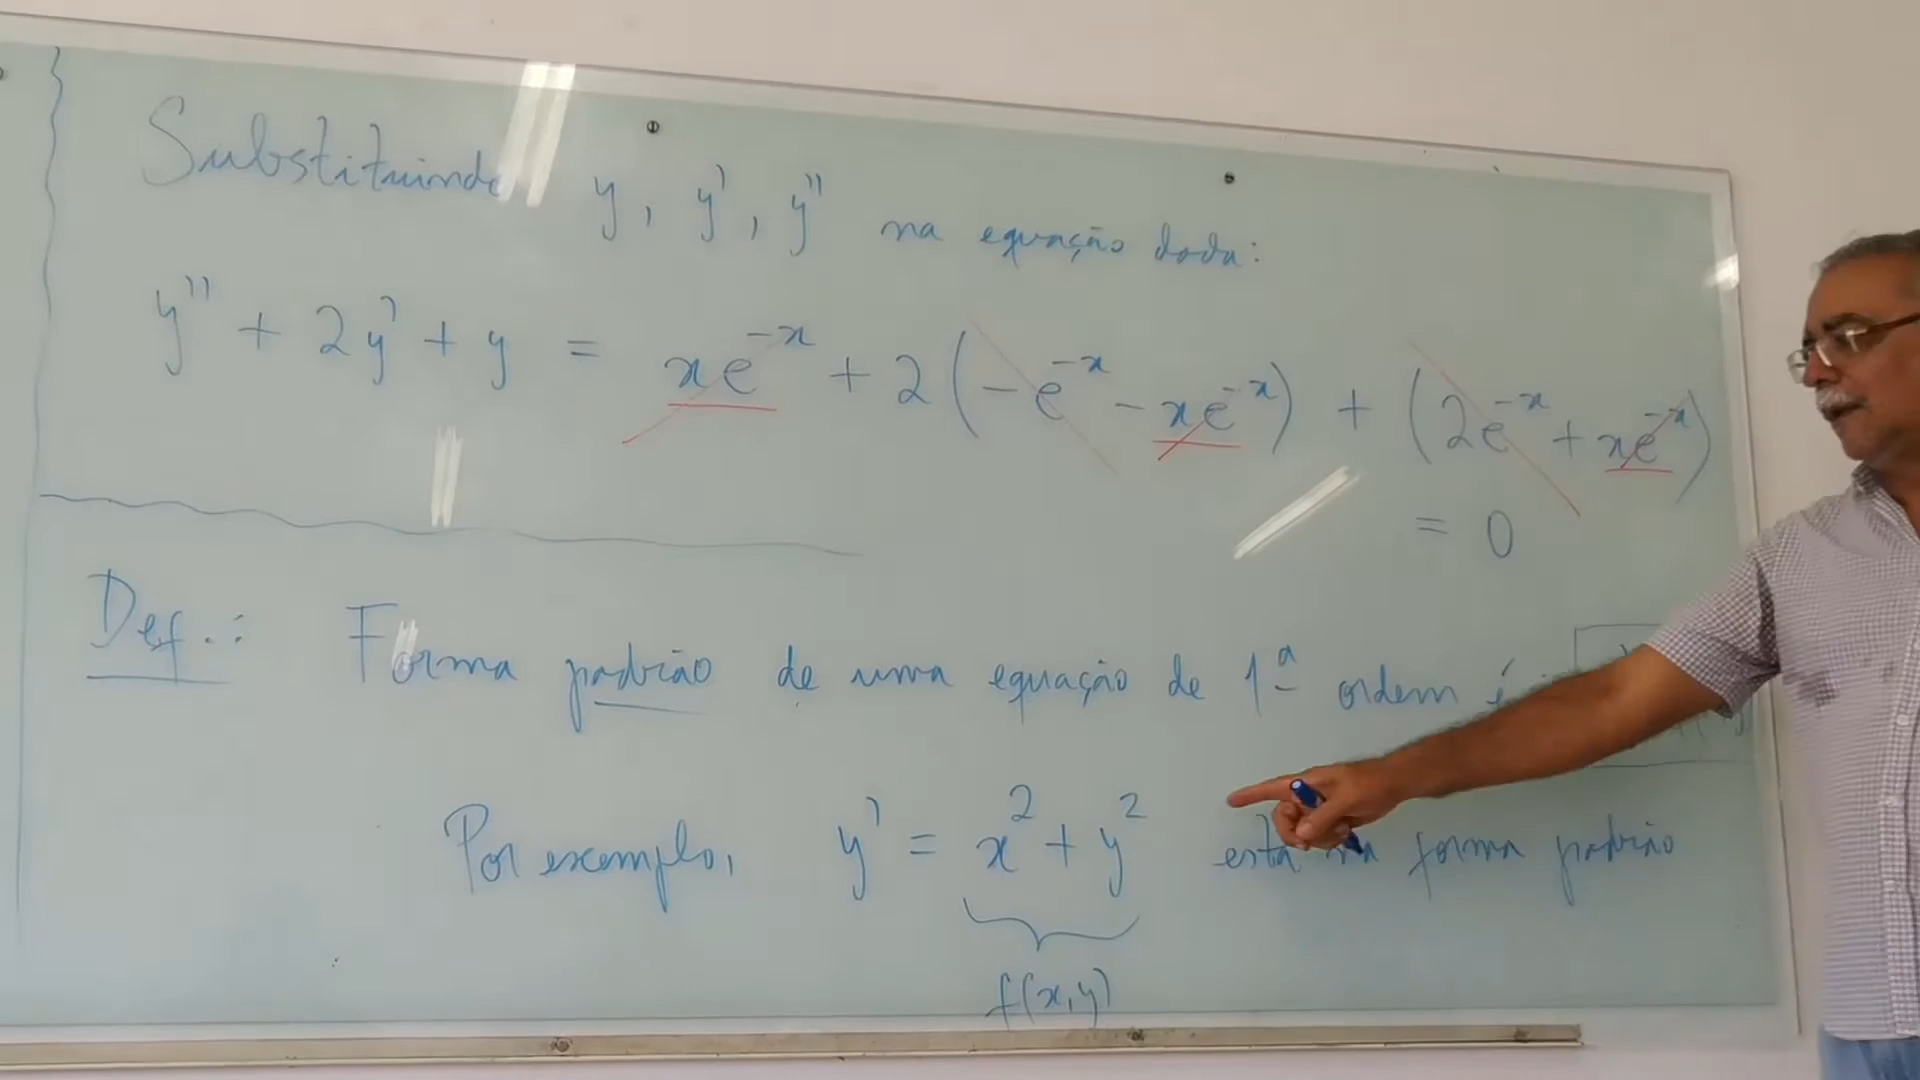 Substituindo y, y', y'' na equação dada:
y'' + 2y' + y = xe^{-x} + 2(-e^{-x} - xe^{-x}) + (2e^{-x} + xe^{-x})
= 0
Def.: Forma padrão de uma equação de 1ª ordem é
Por exemplo, y' = x² + y² está na forma padrão
f(x,y)